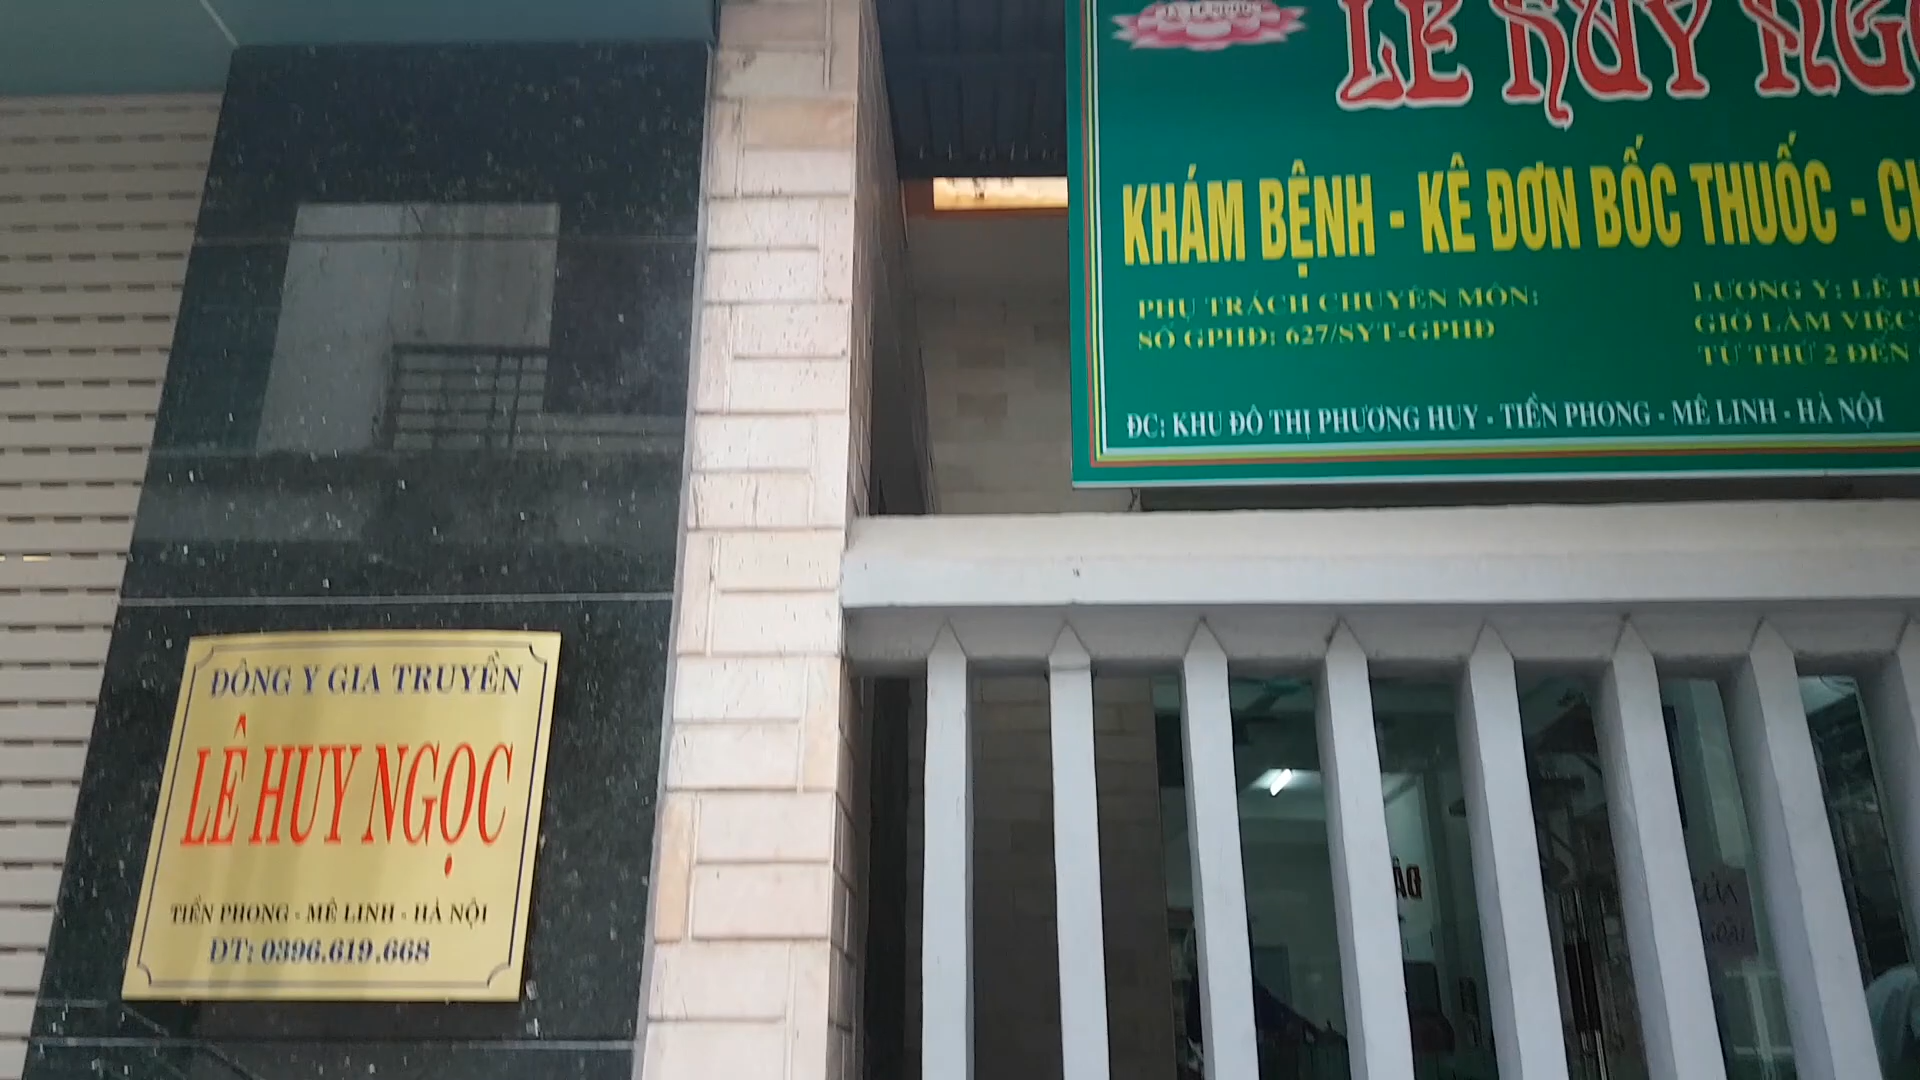 ĐÔNG Y GIA TRUYỀN
LÊ HUY NGỌC
TIỀN PHONG - MÊ LINH - HÀ NỘI
ĐT: 0396.619.668
LÊ HUY
KHÁM BỆNH - KÊ ĐƠN BỐC THUỐC -
PHỤ TRÁCH CHUYÊN MÔN:
SỐ GPHĐ: 627/SYT-GPHĐ
LƯƠNG Y: LÊ H
GIỜ LÀM VIỆC:
TỪ THỨ 2 ĐẾN
ĐC: KHU ĐÔ THỊ PHƯƠNG HUY - TIỀN PHONG - MÊ LINH - HÀ NỘI